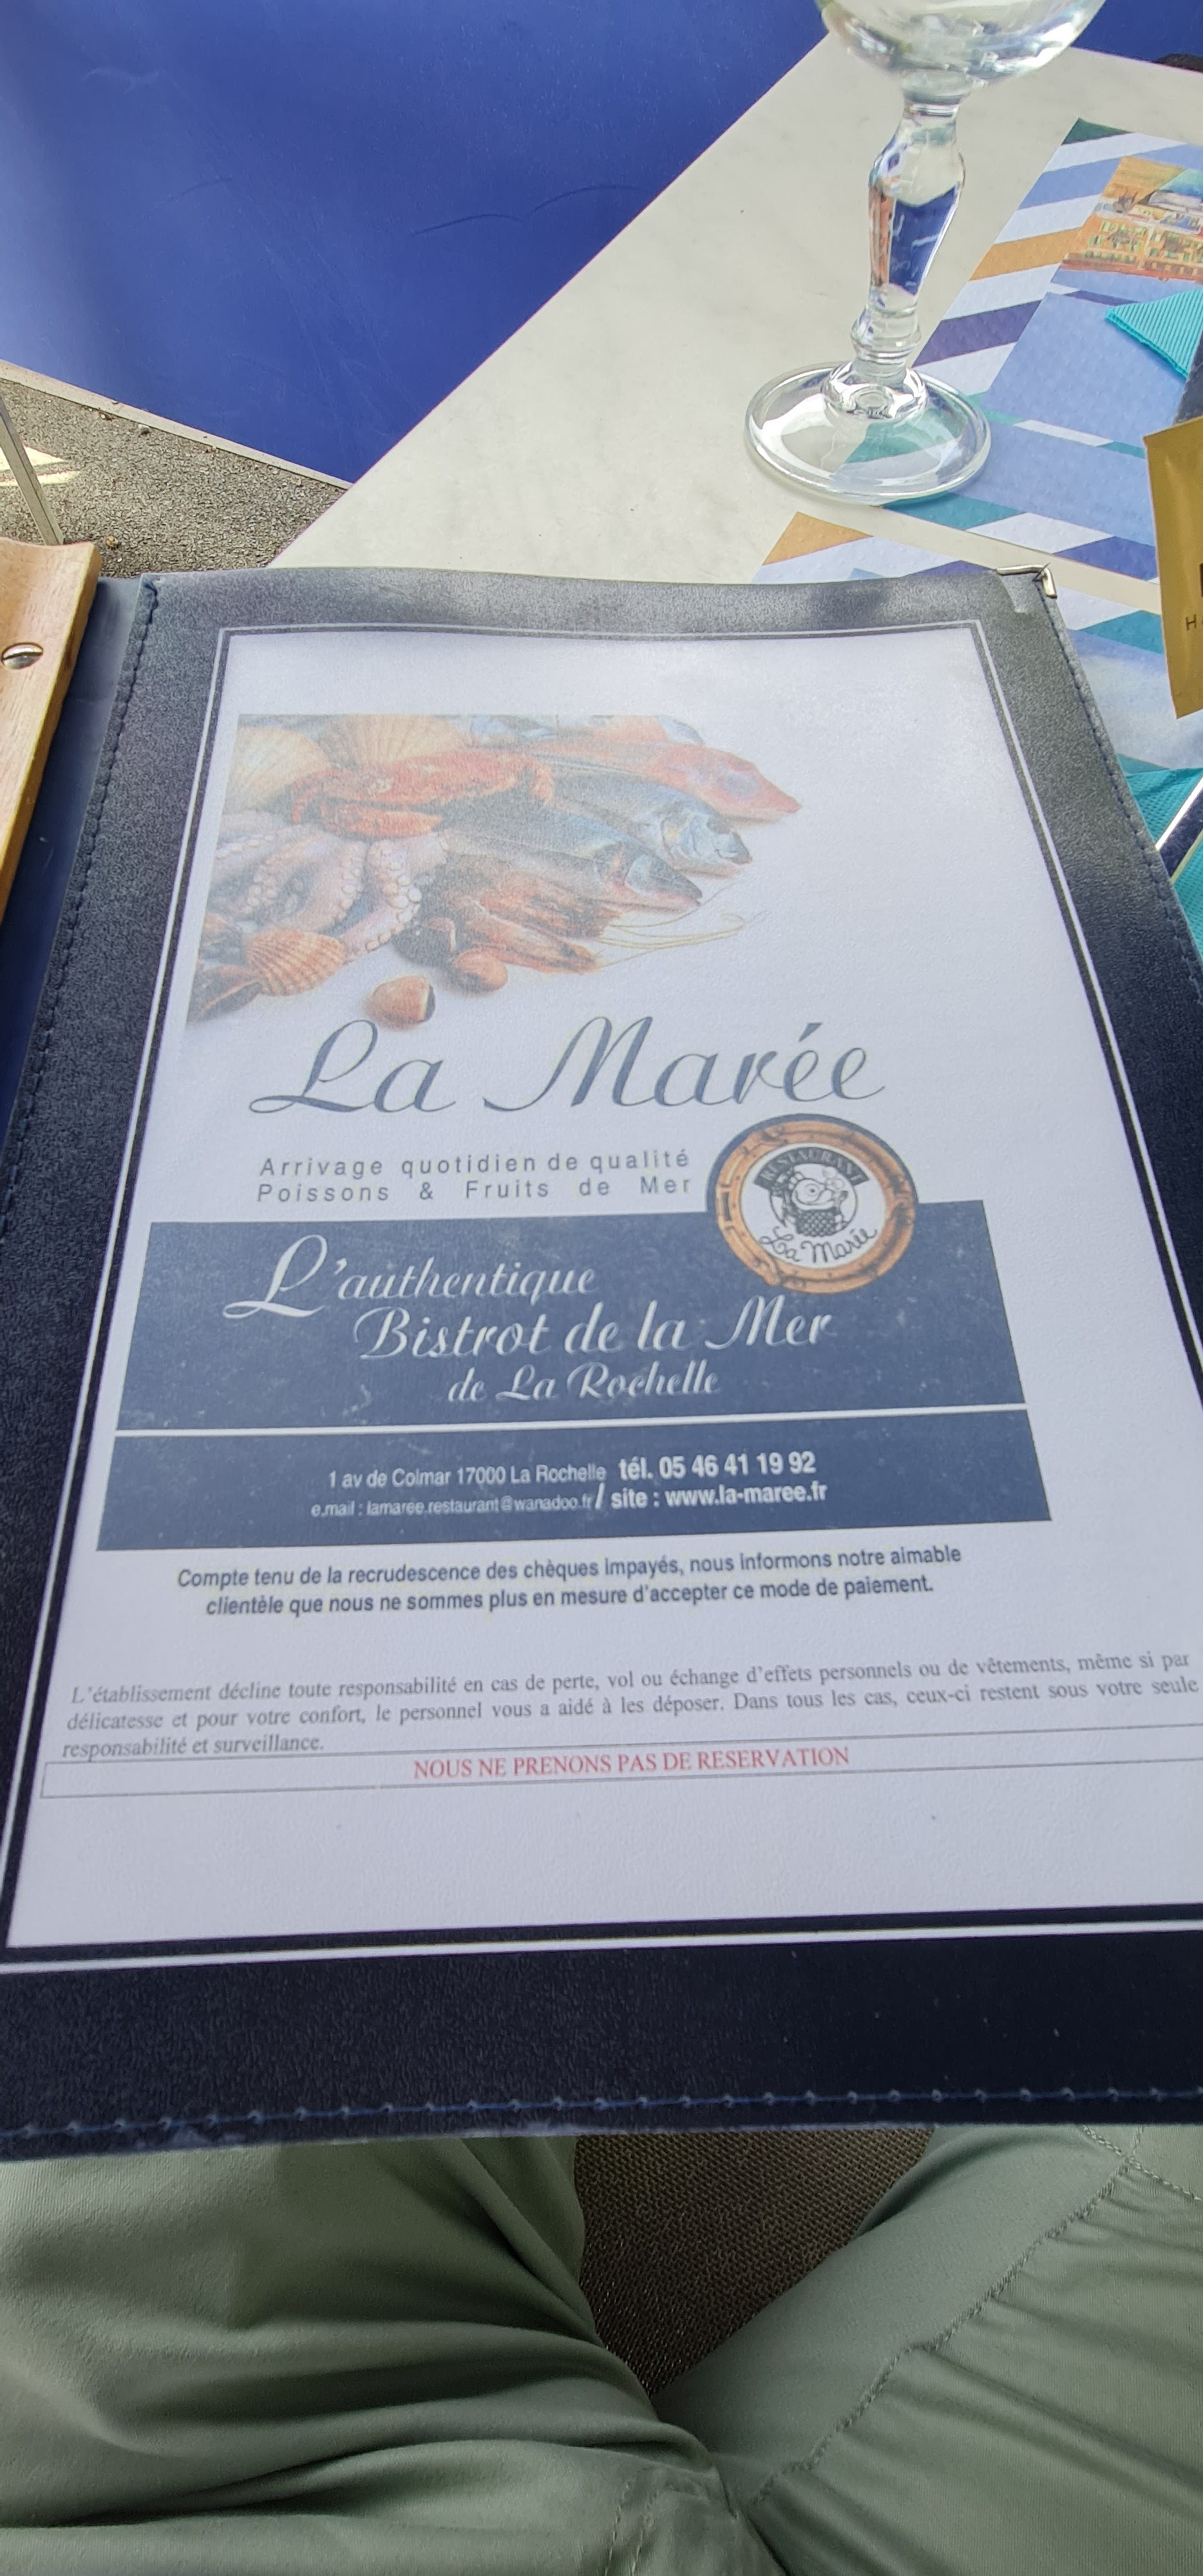 La Marée
Arrivage quotidien de qualité
Poissons & Fruits de Mer
RESTAURANT
La Marée
L'authentique
Bistrot de la Mer
de La Rochelle
1 av de Colmar 17000 La Rochelle tél. 05 46 41 19 92
e.mail : lamaree.restaurant@wanadoo.fr / site : www.la-maree.fr
Compte tenu de la recrudescence des chèques impayés, nous informons notre aimable
clientèle que nous ne sommes plus en mesure d'accepter ce mode de paiement.
L'établissement décline toute responsabilité en cas de perte, vol ou échange d'effets personnels ou de vêtements, même si par
délicatesse et pour votre confort, le personnel vous a aidé à les déposer. Dans tous les cas, ceux-ci restent sous votre seule
responsabilité et surveillance.
NOUS NE PRENONS PAS DE RESERVATION